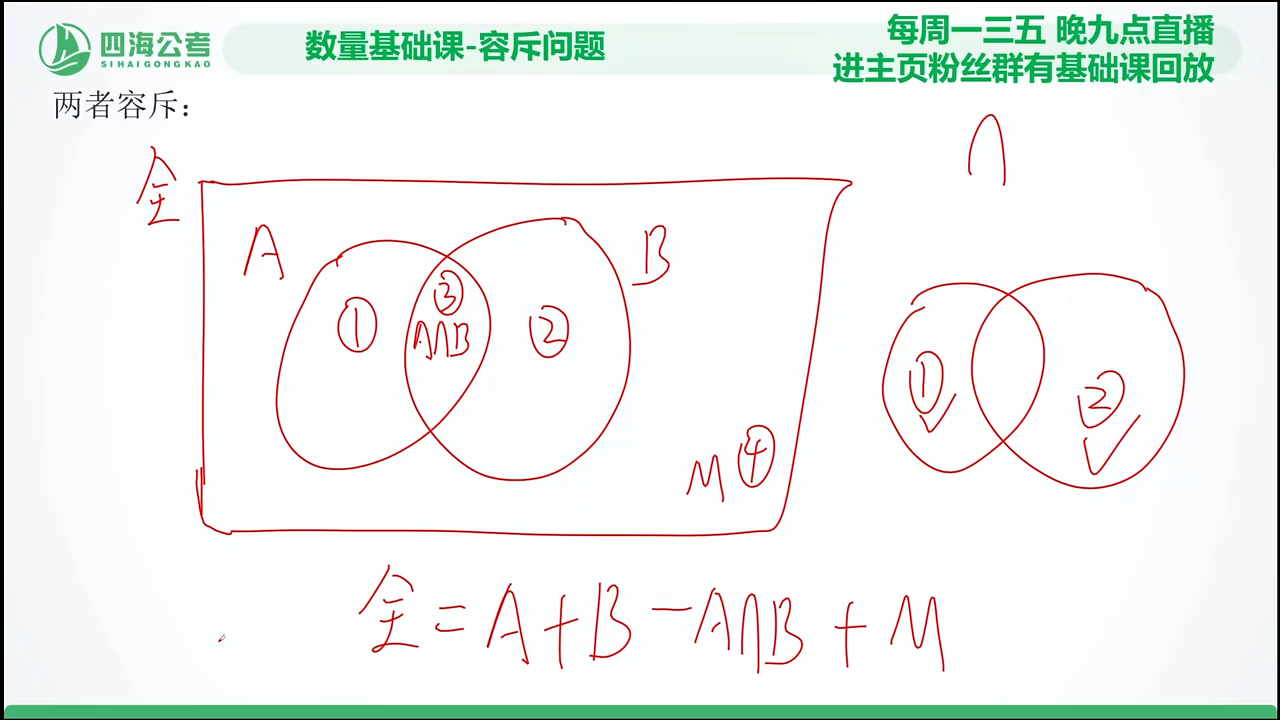 四海公考
SIHAIGONGKAO
数量基础课-容斥问题
每周一三五 晚九点直播
进主页粉丝群有基础课回放
两者容斥：
全
∩
A
B
③
①
A∩B
②
①
②
M ④
全=A+B-A∩B+M